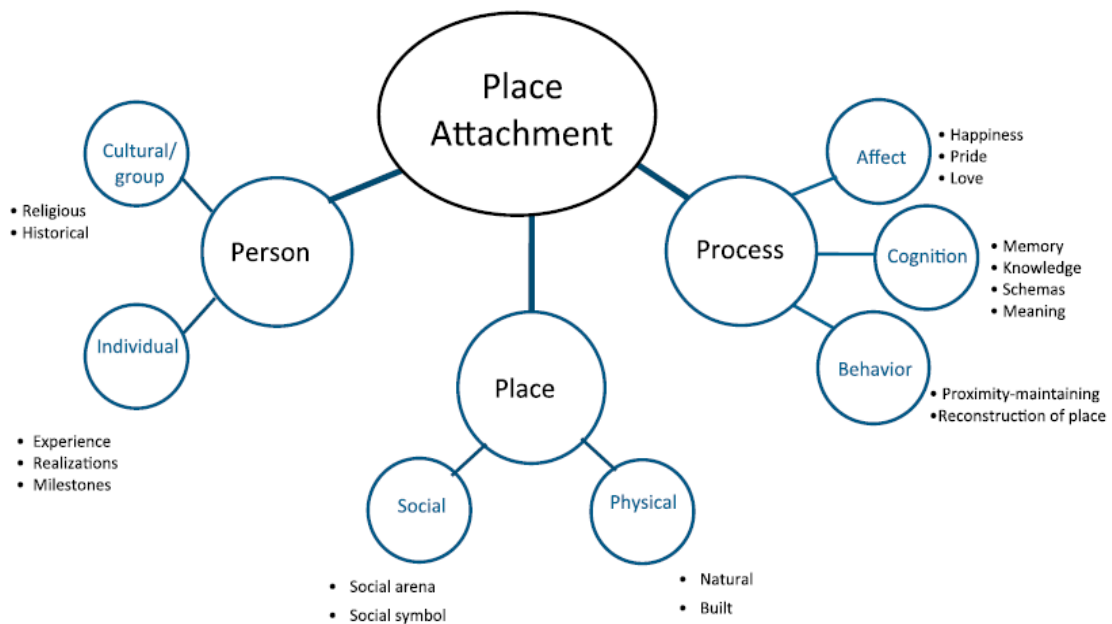 Place
Attachment
Cultural/
group
• Religious
• Historical
Person
Individual
• Experience
• Realizations
• Milestones
Place
Social
• Social arena
• Social symbol
Physical
• Natural
• Built
Process
Affect
• Happiness
• Pride
• Love
Cognition
• Memory
• Knowledge
• Schemas
• Meaning
Behavior
• Proximity-maintaining
•Reconstruction of place